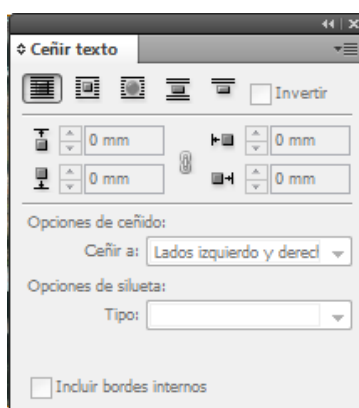 Ceñir texto
Invertir
0 mm 0 mm
0 mm 0 mm
Opciones de ceñido:
Ceñir a: Lados izquierdo y derecl
Opciones de silueta:
Tipo:
Incluir bordes internos